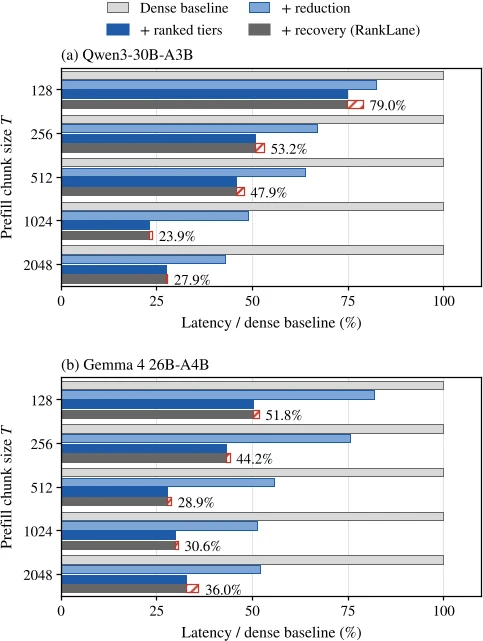 Dense baseline + reduction
+ ranked tiers + recovery (RankLane)
(a) Qwen3-30B-A3B
Prefill chunk size T
128
79.0%
256
53.2%
512
47.9%
1024
23.9%
2048
27.9%
0 25 50 75 100
Latency / dense baseline (%)
(b) Gemma 4 26B-A4B
Prefill chunk size T
128
51.8%
256
44.2%
512
28.9%
1024
30.6%
2048
36.0%
0 25 50 75 100
Latency / dense baseline (%)